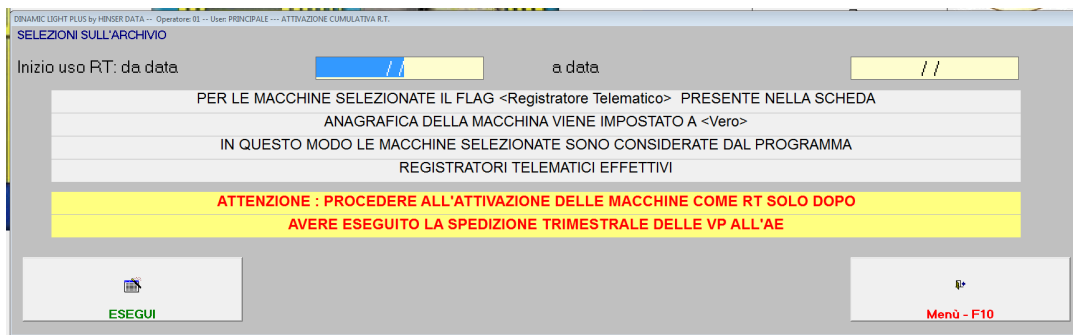 DINAMIC LIGHT PLUS by HINSER DATA -- Operatore: 01 -- User: PRINCIPALE --- ATTIVAZIONE CUMULATIVA R.T.
SELEZIONI SULL'ARCHIVIO
Inizio uso RT: da data / / a data / /
PER LE MACCHINE SELEZIONATE IL FLAG <Registratore Telematico> PRESENTE NELLA SCHEDA
ANAGRAFICA DELLA MACCHINA VIENE IMPOSTATO A <Vero>
IN QUESTO MODO LE MACCHINE SELEZIONATE SONO CONSIDERATE DAL PROGRAMMA
REGISTRATORI TELEMATICI EFFETTIVI
ATTENZIONE : PROCEDERE ALL'ATTIVAZIONE DELLE MACCHINE COME RT SOLO DOPO
AVERE ESEGUITO LA SPEDIZIONE TRIMESTRALE DELLE VP ALL'AE
ESEGUI Menù - F10